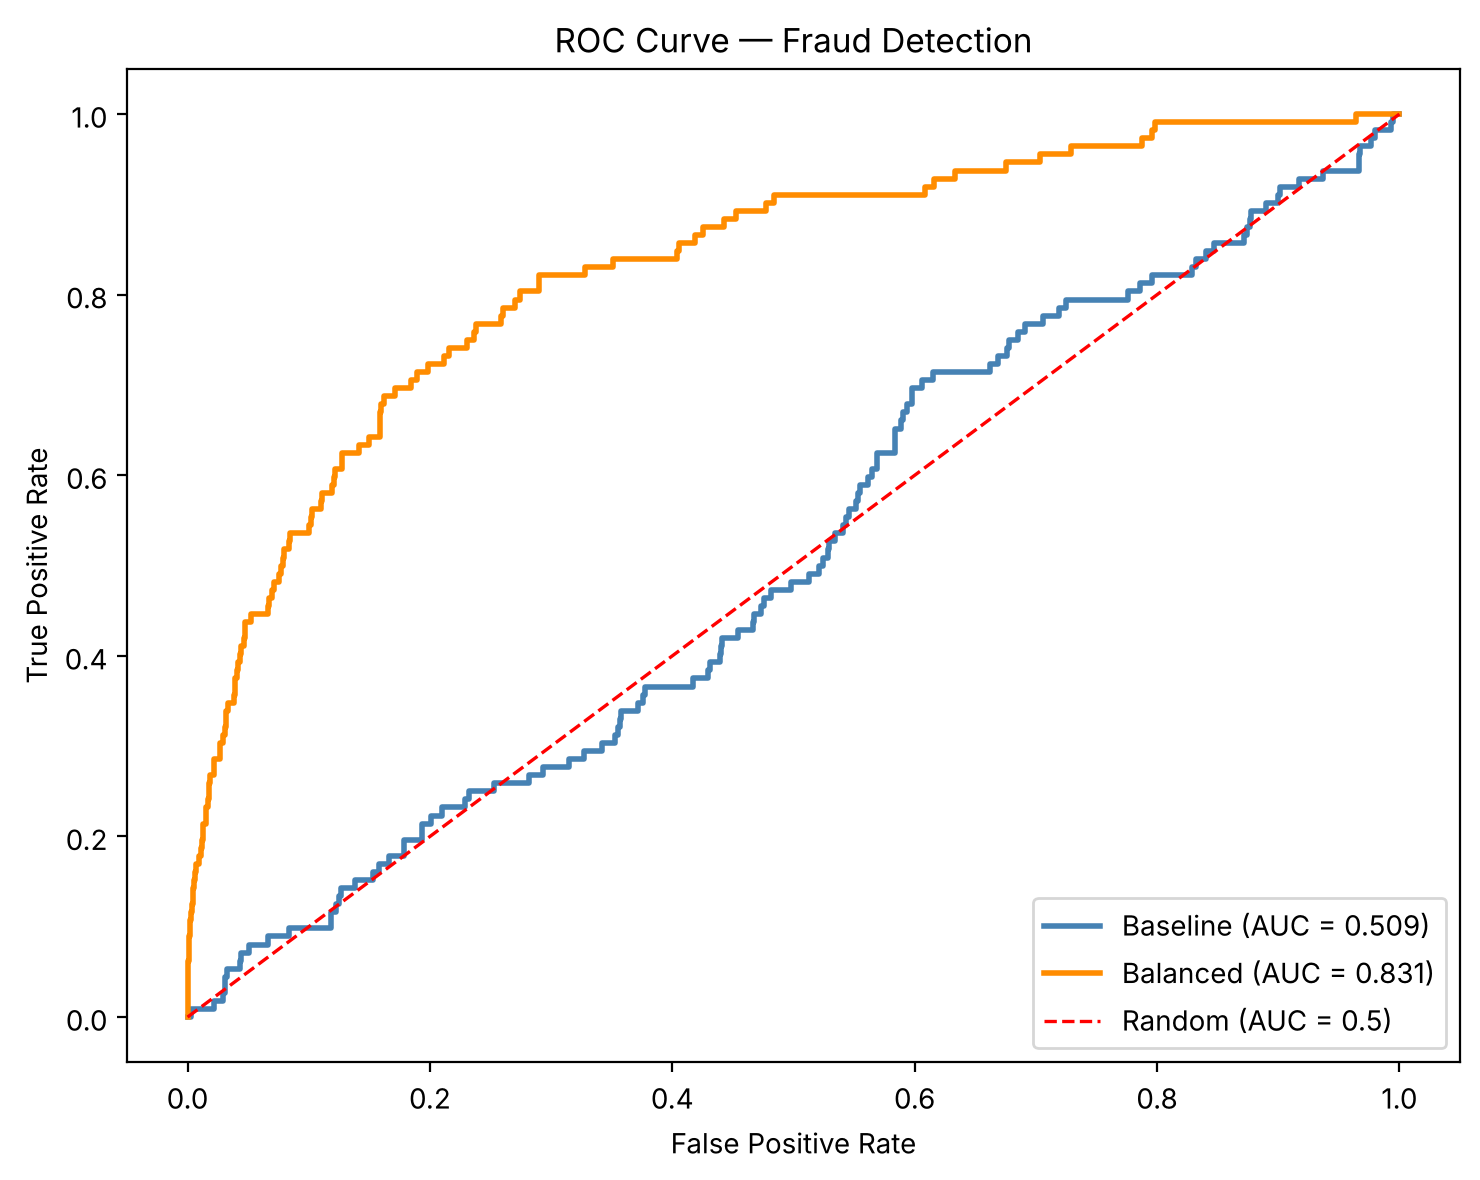 ROC Curve — Fraud Detection
True Positive Rate
1.0
0.8
0.6
0.4
0.2
0.0
Baseline (AUC = 0.509)
Balanced (AUC = 0.831)
Random (AUC = 0.5)
0.0 0.2 0.4 0.6 0.8 1.0
False Positive Rate